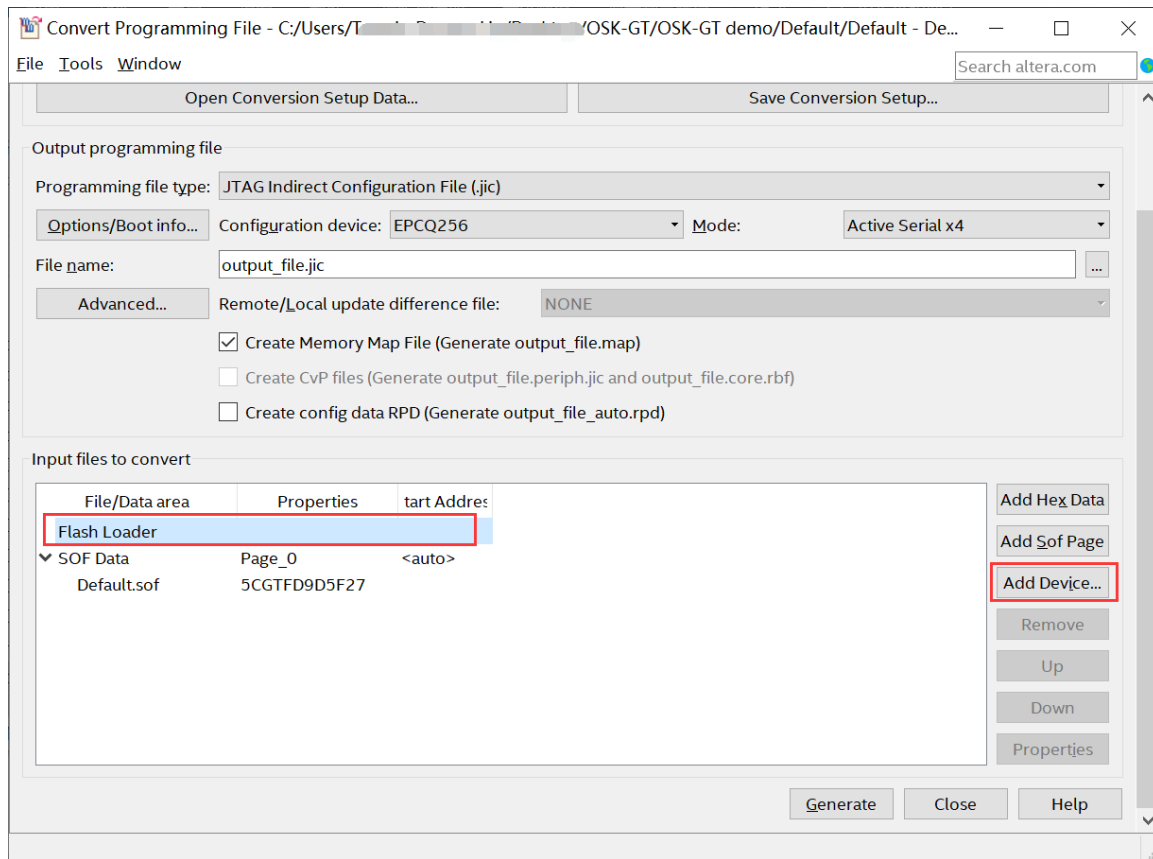 Convert Programming File - C:/Users/T /OSK-GT/OSK-GT demo/Default/Default - De...
File Tools Window
Search altera.com
Open Conversion Setup Data... Save Conversion Setup...
Output programming file
Programming file type: JTAG Indirect Configuration File (.jic)
Options/Boot info... Configuration device: EPCQ256 Mode: Active Serial x4
File name: output_file.jic ...
Advanced... Remote/Local update difference file: NONE
Create Memory Map File (Generate output_file.map)
Create CvP files (Generate output_file.periph.jic and output_file.core.rbf)
Create config data RPD (Generate output_file_auto.rpd)
Input files to convert
File/Data area Properties tart Addres
Flash Loader
SOF Data Page_0 <auto>
Default.sof 5CGTFD9D5F27
Add Hex Data
Add Sof Page
Add Device...
Remove
Up
Down
Properties
Generate Close Help